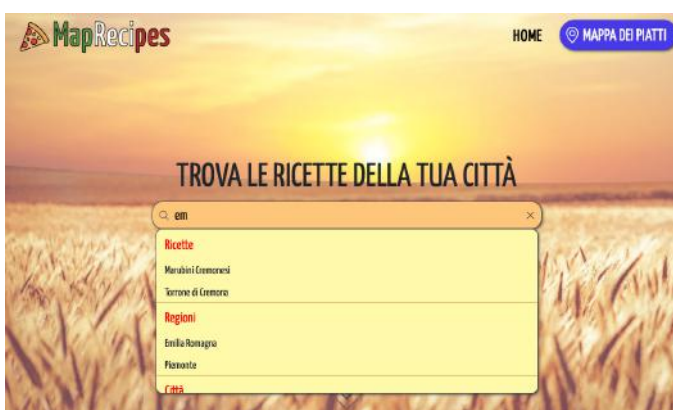 MapRecipes
HOME
MAPPA DEI PIATTI
TROVA LE RICETTE DELLA TUA CITTÀ
em
Ricette
Marubini Cremonesi
Torrone di Cremona
Regioni
Emilia Romagna
Piemonte
Città